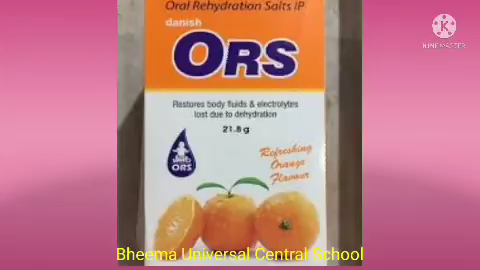 Oral Rehydration Salts IP
danish
ORS
Restores body fluids & electrolytes
lost due to dehydration
21.8 g
Refreshing
Orange
Flavour
ORS
KINEMASTER
Bheema Universal Central School